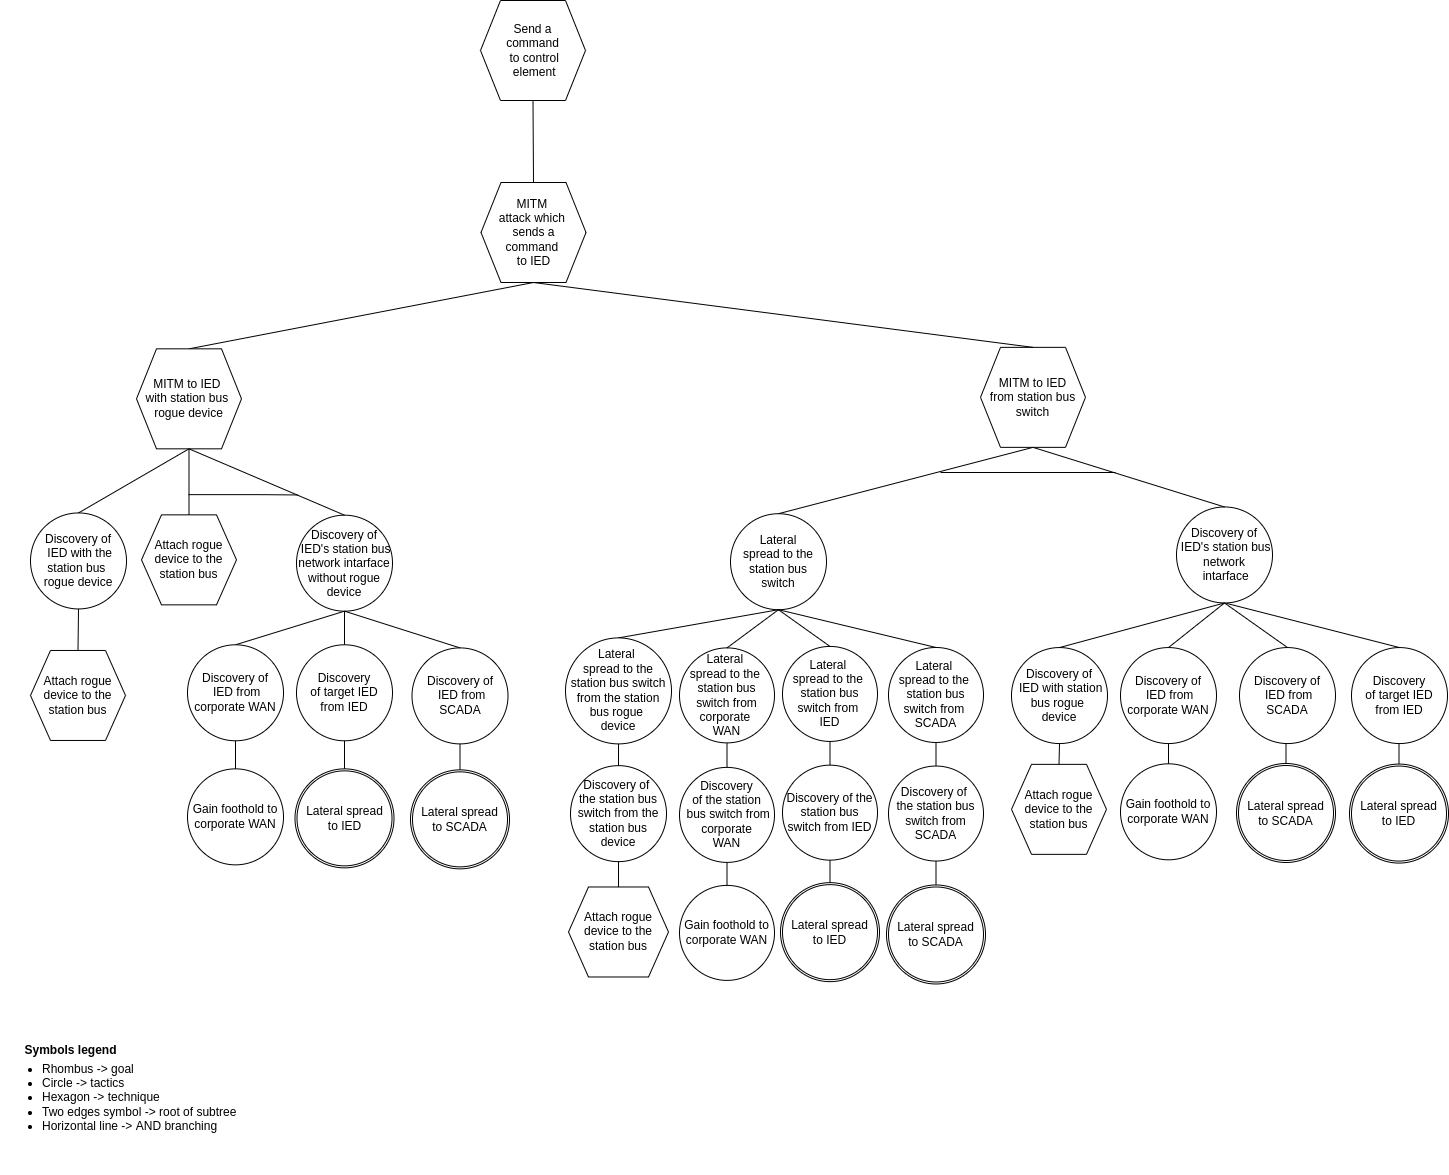 Send a
command
to control
element
MITM
attack which
sends a
command
to IED
MITM to IED
with station bus
rogue device
MITM to IED
from station bus
switch
Discovery of
IED with the
station bus
rogue device
Attach rogue
device to the
station bus
Discovery of
IED's station bus
network intarface
without rogue
device
Lateral
spread to the
station bus
switch
Discovery of
IED's station bus
network
intarface
Attach rogue
device to the
station bus
Discovery of
IED from
corporate WAN
Discovery
of target IED
from IED
Discovery of
IED from
SCADA
Lateral
spread to the
station bus switch
from the station
bus rogue
device
Lateral
spread to the
station bus
switch from
corporate
WAN
Lateral
spread to the
station bus
switch from
IED
Lateral
spread to the
station bus
switch from
SCADA
Discovery of
IED with station
bus rogue
device
Discovery of
IED from
corporate WAN
Discovery of
IED from
SCADA
Discovery
of target IED
from IED
Gain foothold to
corporate WAN
Lateral spread
to IED
Lateral spread
to SCADA
Discovery of
the station bus
switch from the
station bus
device
Discovery
of the station
bus switch from
corporate
WAN
Discovery of the
station bus
switch from IED
Discovery of
the station bus
switch from
SCADA
Attach rogue
device to the
station bus
Gain foothold to
corporate WAN
Lateral spread
to SCADA
Lateral spread
to IED
Attach rogue
device to the
station bus
Gain foothold to
corporate WAN
Lateral spread
to IED
Lateral spread
to SCADA
Symbols legend
• Rhombus -> goal
• Circle -> tactics
• Hexagon -> technique
• Two edges symbol -> root of subtree
• Horizontal line -> AND branching